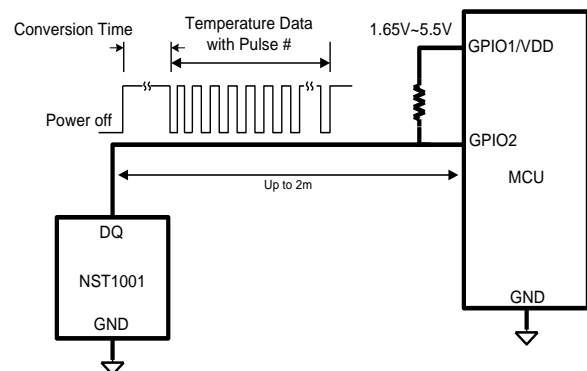 Conversion Time
Temperature Data
with Pulse #
1.65V~5.5V
GPIO1/VDD
Power off
GPIO2
MCU
Up to 2m
DQ
NST1001
GND
GND